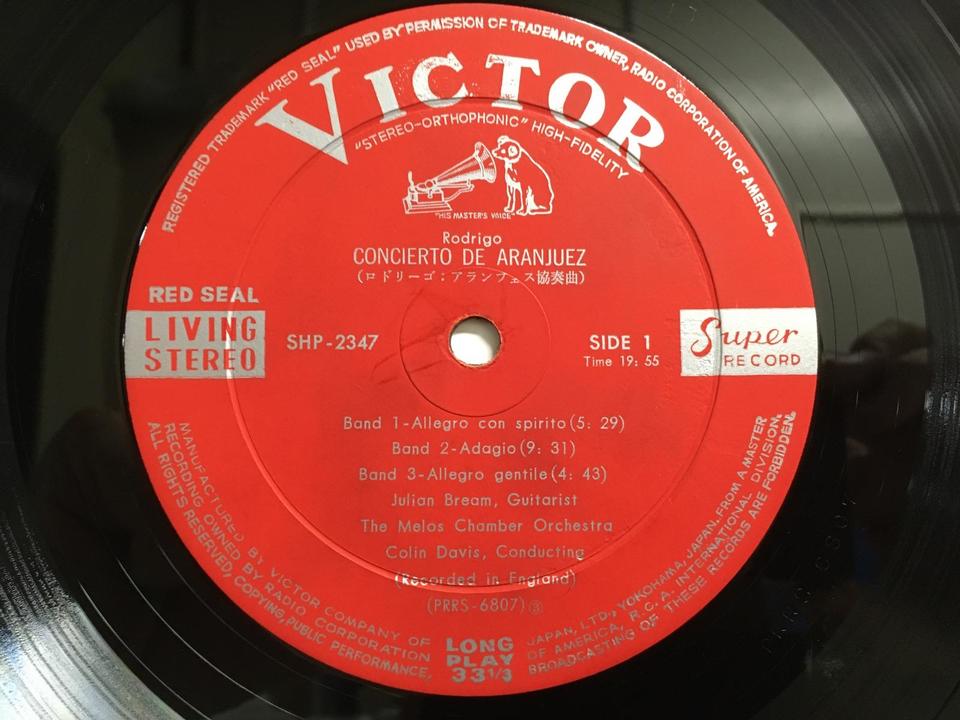 REGISTERED TRADEMARK "RED SEAL" USED BY PERMISSION OF TRADEMARK OWNER, RADIO CORPORATION OF AMERICA.
VICTOR
"STEREO-ORTHOPHONIC" HIGH-FIDELITY
"HIS MASTER'S VOICE"
Rodrigo
CONCIERTO DE ARANJUEZ
(ロドリーゴ:アランフェス協奏曲)
RED SEAL
LIVING
STEREO
SHP-2347
SIDE 1
Time 19: 55
Super
RECORD
Band 1-Allegro con spirito(5: 29)
Band 2-Adagio(9: 31)
Band 3-Allegro gentile(4: 43)
Julian Bream, Guitarist
The Melos Chamber Orchestra
Colin Davis, Conducting
(Recorded in England)
(PRRS-6807)③
LONG
PLAY
33 1/3
MANUFACTURED BY VICTOR COMPANY OF JAPAN, LTD., YOKOHAMA, JAPAN, FROM A MASTER
RECORDING OWNED BY RADIO CORPORATION OF AMERICA, R.C.A. INTERNATIONAL DIVISION.
ALL RIGHTS RESERVED, COPYING, PUBLIC PERFORMANCE, BROADCASTING OF THESE RECORDS ARE FORBIDDEN.